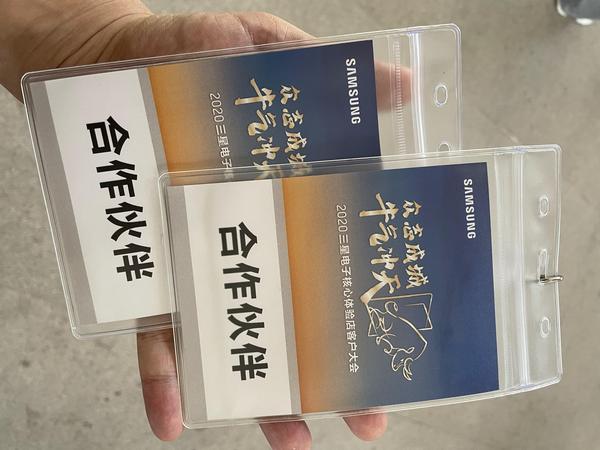 SAMSUNG
众志成城
牛气冲天
2020三星电子
合作伙伴
SAMSUNG
众志成城
牛气冲天
2020三星电子核心体验店客户大会
合作伙伴